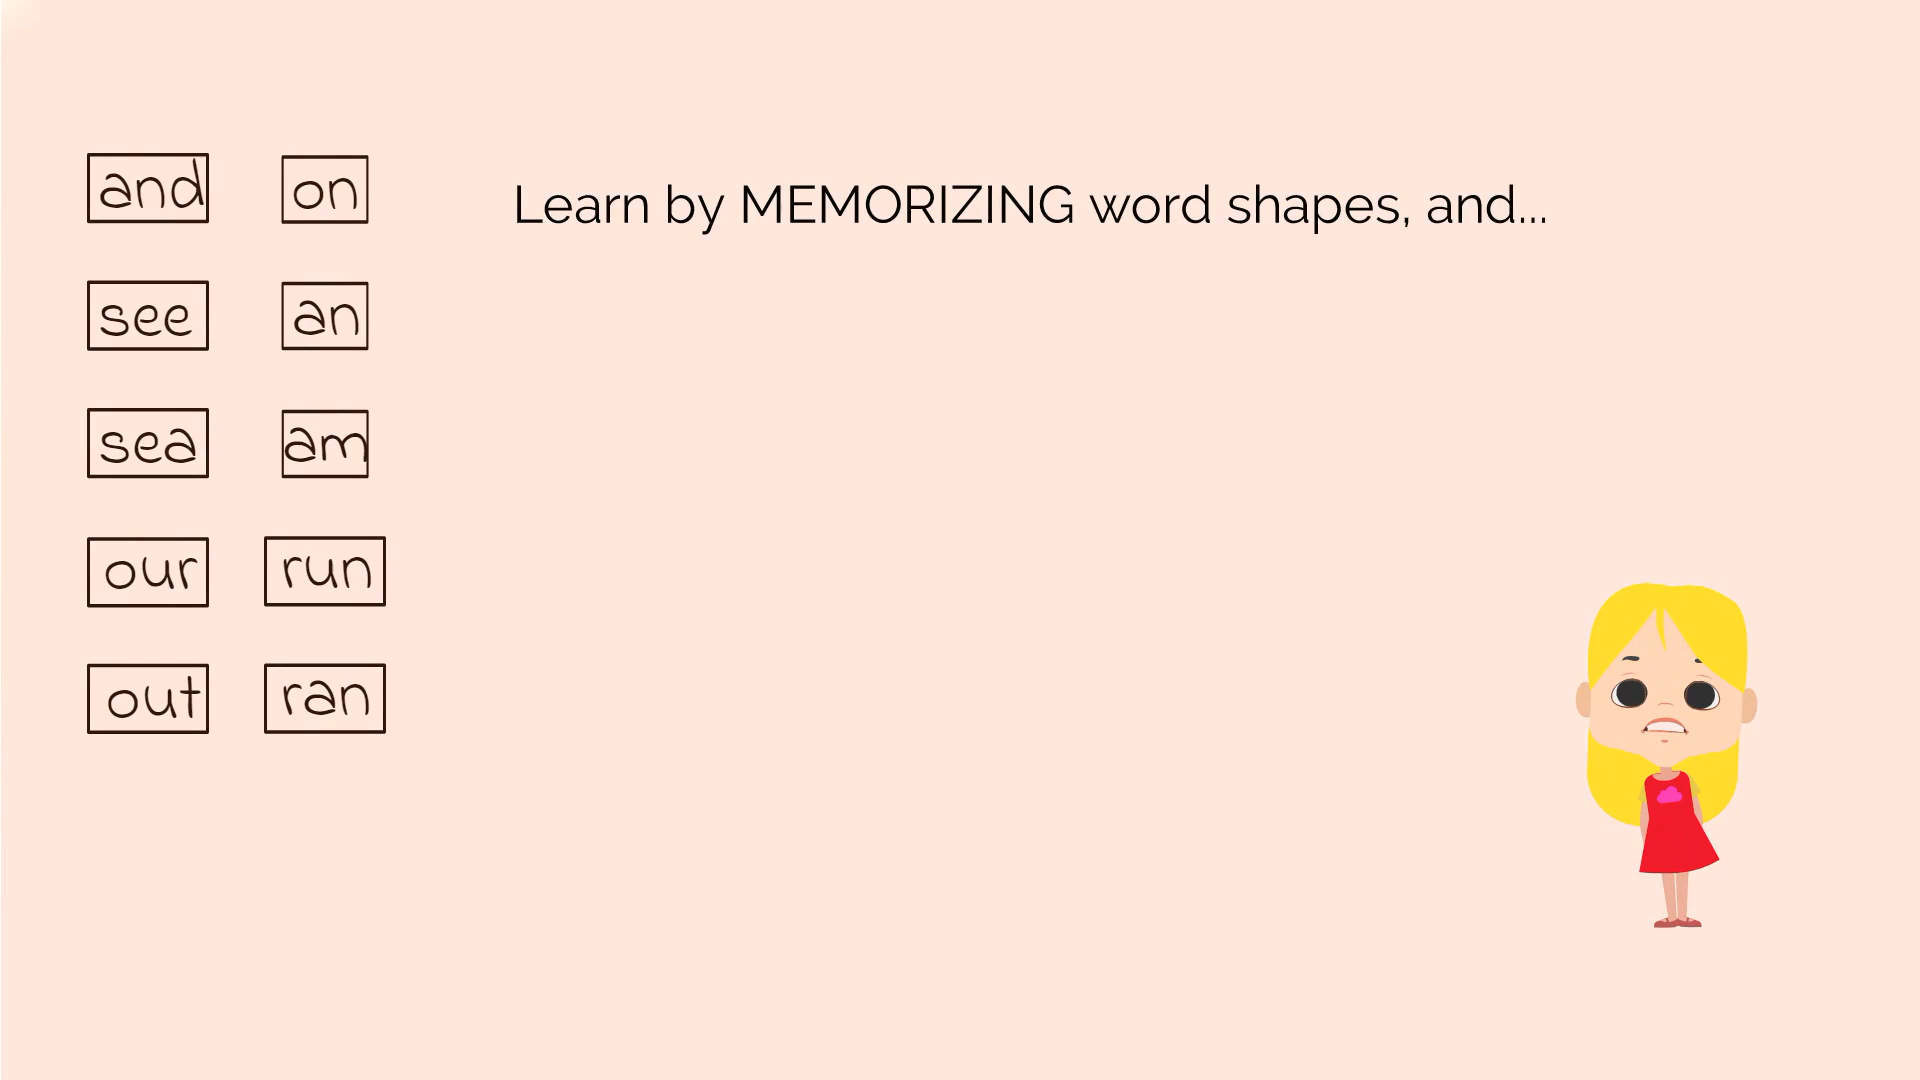 and on
see an
sea am
our run
out ran
Learn by MEMORIZING word shapes, and...